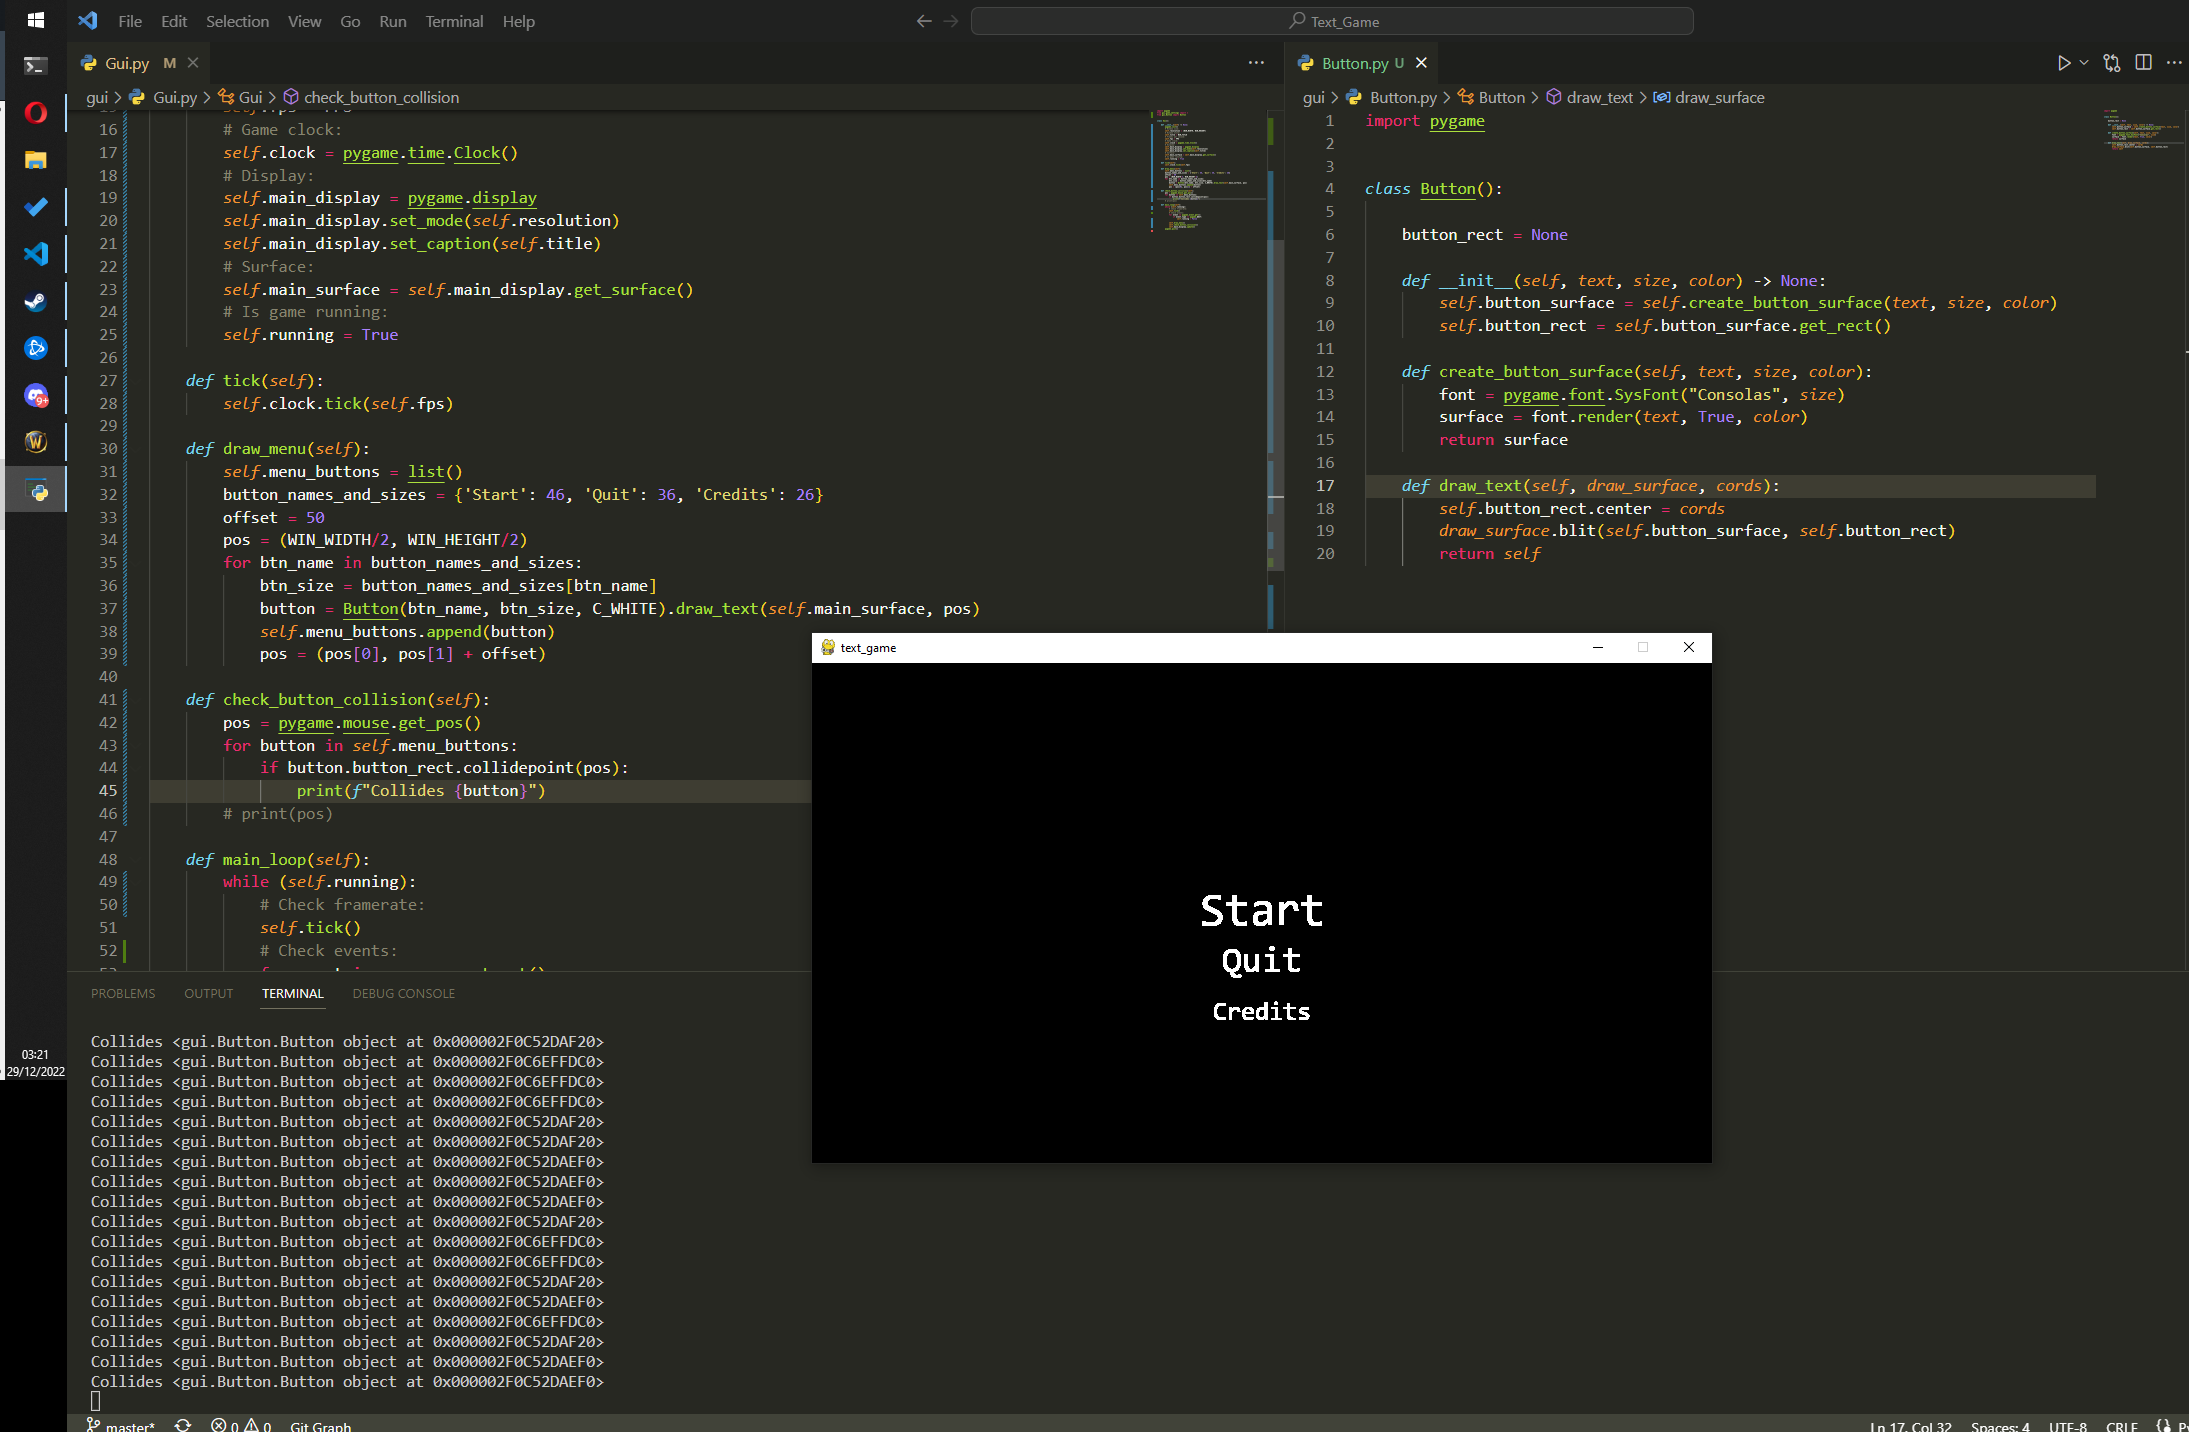 File Edit Selection View Go Run Terminal Help
Text_Game
Gui.py M
gui > Gui.py > Gui > check_button_collision
16 # Game clock:
17 self.clock = pygame.time.Clock()
18 # Display:
19 self.main_display = pygame.display
20 self.main_display.set_mode(self.resolution)
21 self.main_display.set_caption(self.title)
22 # Surface:
23 self.main_surface = self.main_display.get_surface()
24 # Is game running:
25 self.running = True
26
27 def tick(self):
28 self.clock.tick(self.fps)
29
30 def draw_menu(self):
31 self.menu_buttons = list()
32 button_names_and_sizes = {'Start': 46, 'Quit': 36, 'Credits': 26}
33 offset = 50
34 pos = (WIN_WIDTH/2, WIN_HEIGHT/2)
35 for btn_name in button_names_and_sizes:
36 btn_size = button_names_and_sizes[btn_name]
37 button = Button(btn_name, btn_size, C_WHITE).draw_text(self.main_surface, pos)
38 self.menu_buttons.append(button)
39 pos = (pos[0], pos[1] + offset)
40
41 def check_button_collision(self):
42 pos = pygame.mouse.get_pos()
43 for button in self.menu_buttons:
44 if button.button_rect.collidepoint(pos):
45 print(f"Collides {button}")
46 # print(pos)
47
48 def main_loop(self):
49 while (self.running):
50 # Check framerate:
51 self.tick()
52 # Check events:
Button.py U
gui > Button.py > Button > draw_text > draw_surface
1 import pygame
2
3
4 class Button():
5
6 button_rect = None
7
8 def __init__(self, text, size, color) -> None:
9 self.button_surface = self.create_button_surface(text, size, color)
10 self.button_rect = self.button_surface.get_rect()
11
12 def create_button_surface(self, text, size, color):
13 font = pygame.font.SysFont("Consolas", size)
14 surface = font.render(text, True, color)
15 return surface
16
17 def draw_text(self, draw_surface, cords):
18 self.button_rect.center = cords
19 draw_surface.blit(self.button_surface, self.button_rect)
20 return self
text_game
Start
Quit
Credits
PROBLEMS OUTPUT TERMINAL DEBUG CONSOLE
Collides <gui.Button.Button object at 0x000002F0C52DAF20>
Collides <gui.Button.Button object at 0x000002F0C6EFFDC0>
Collides <gui.Button.Button object at 0x000002F0C6EFFDC0>
Collides <gui.Button.Button object at 0x000002F0C6EFFDC0>
Collides <gui.Button.Button object at 0x000002F0C52DAF20>
Collides <gui.Button.Button object at 0x000002F0C52DAF20>
Collides <gui.Button.Button object at 0x000002F0C52DAEF0>
Collides <gui.Button.Button object at 0x000002F0C52DAEF0>
Collides <gui.Button.Button object at 0x000002F0C52DAEF0>
Collides <gui.Button.Button object at 0x000002F0C52DAF20>
Collides <gui.Button.Button object at 0x000002F0C6EFFDC0>
Collides <gui.Button.Button object at 0x000002F0C6EFFDC0>
Collides <gui.Button.Button object at 0x000002F0C52DAF20>
Collides <gui.Button.Button object at 0x000002F0C52DAEF0>
Collides <gui.Button.Button object at 0x000002F0C6EFFDC0>
Collides <gui.Button.Button object at 0x000002F0C52DAF20>
Collides <gui.Button.Button object at 0x000002F0C52DAEF0>
Collides <gui.Button.Button object at 0x000002F0C52DAEF0>
9+
03:21
29/12/2022
master* 0 0 Git Graph
Ln 17, Col 32 Spaces: 4 UTF-8 CRLF